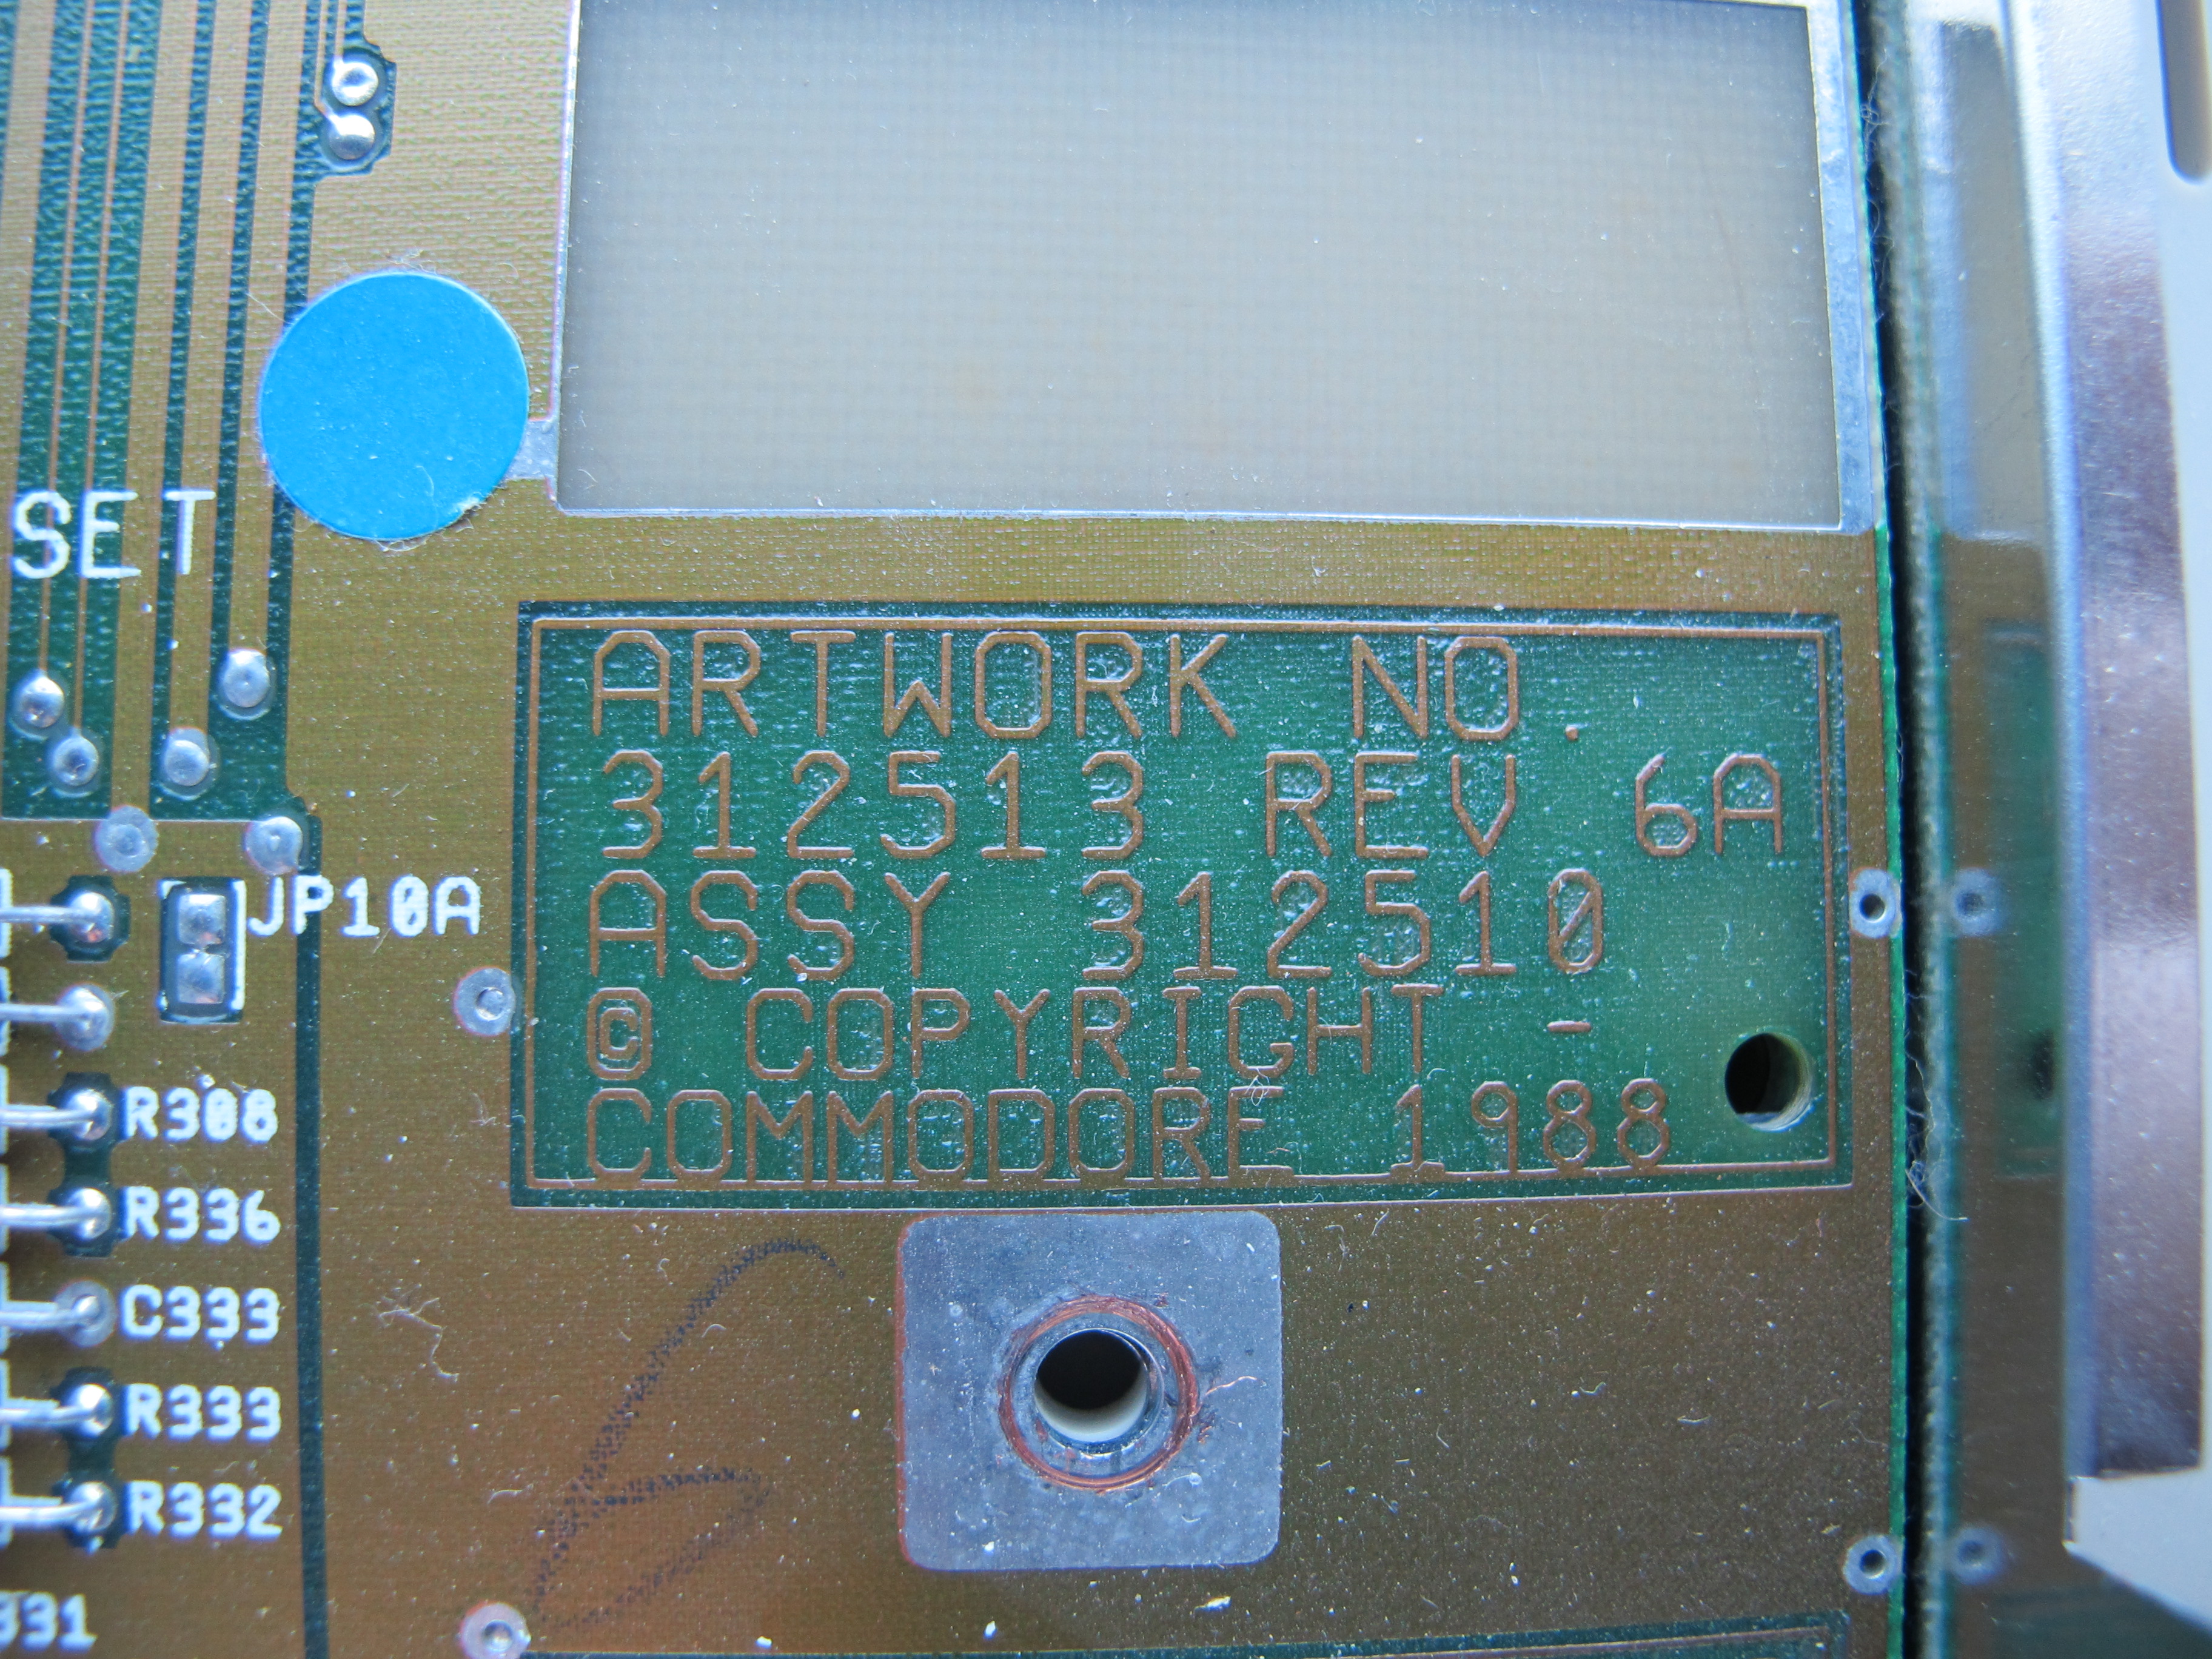 SET
ARTWORK NO.
312513 REV 6A
ASSY 312510
© COPYRIGHT -
COMMODORE 1988
JP10A
R308
R336
C333
R333
R332
331